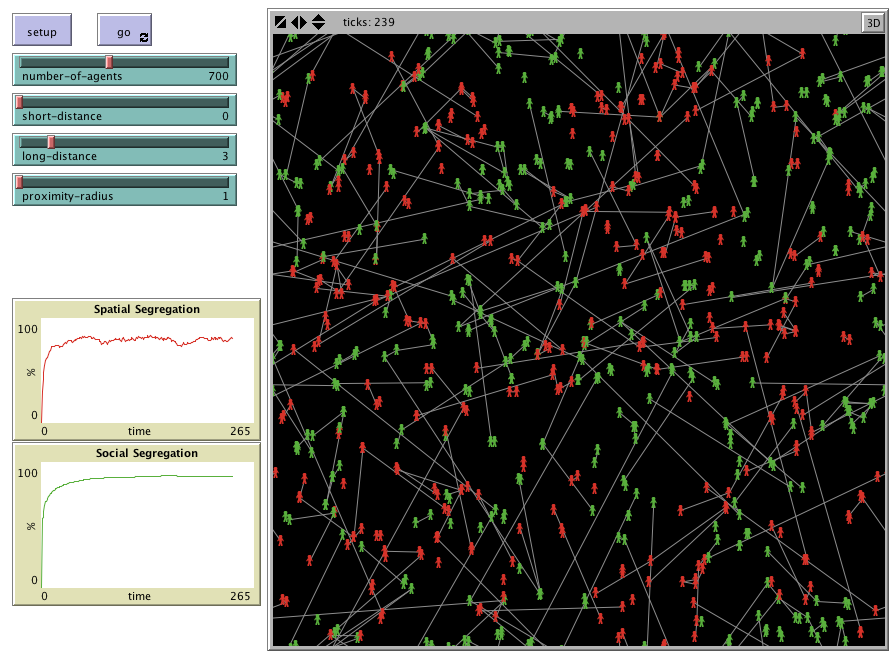 setup
go
number-of-agents 700
short-distance 0
long-distance 3
proximity-radius 1
Spatial Segregation
100
%
0
0 time 265
Social Segregation
100
%
0
0 time 265
ticks: 239
3D